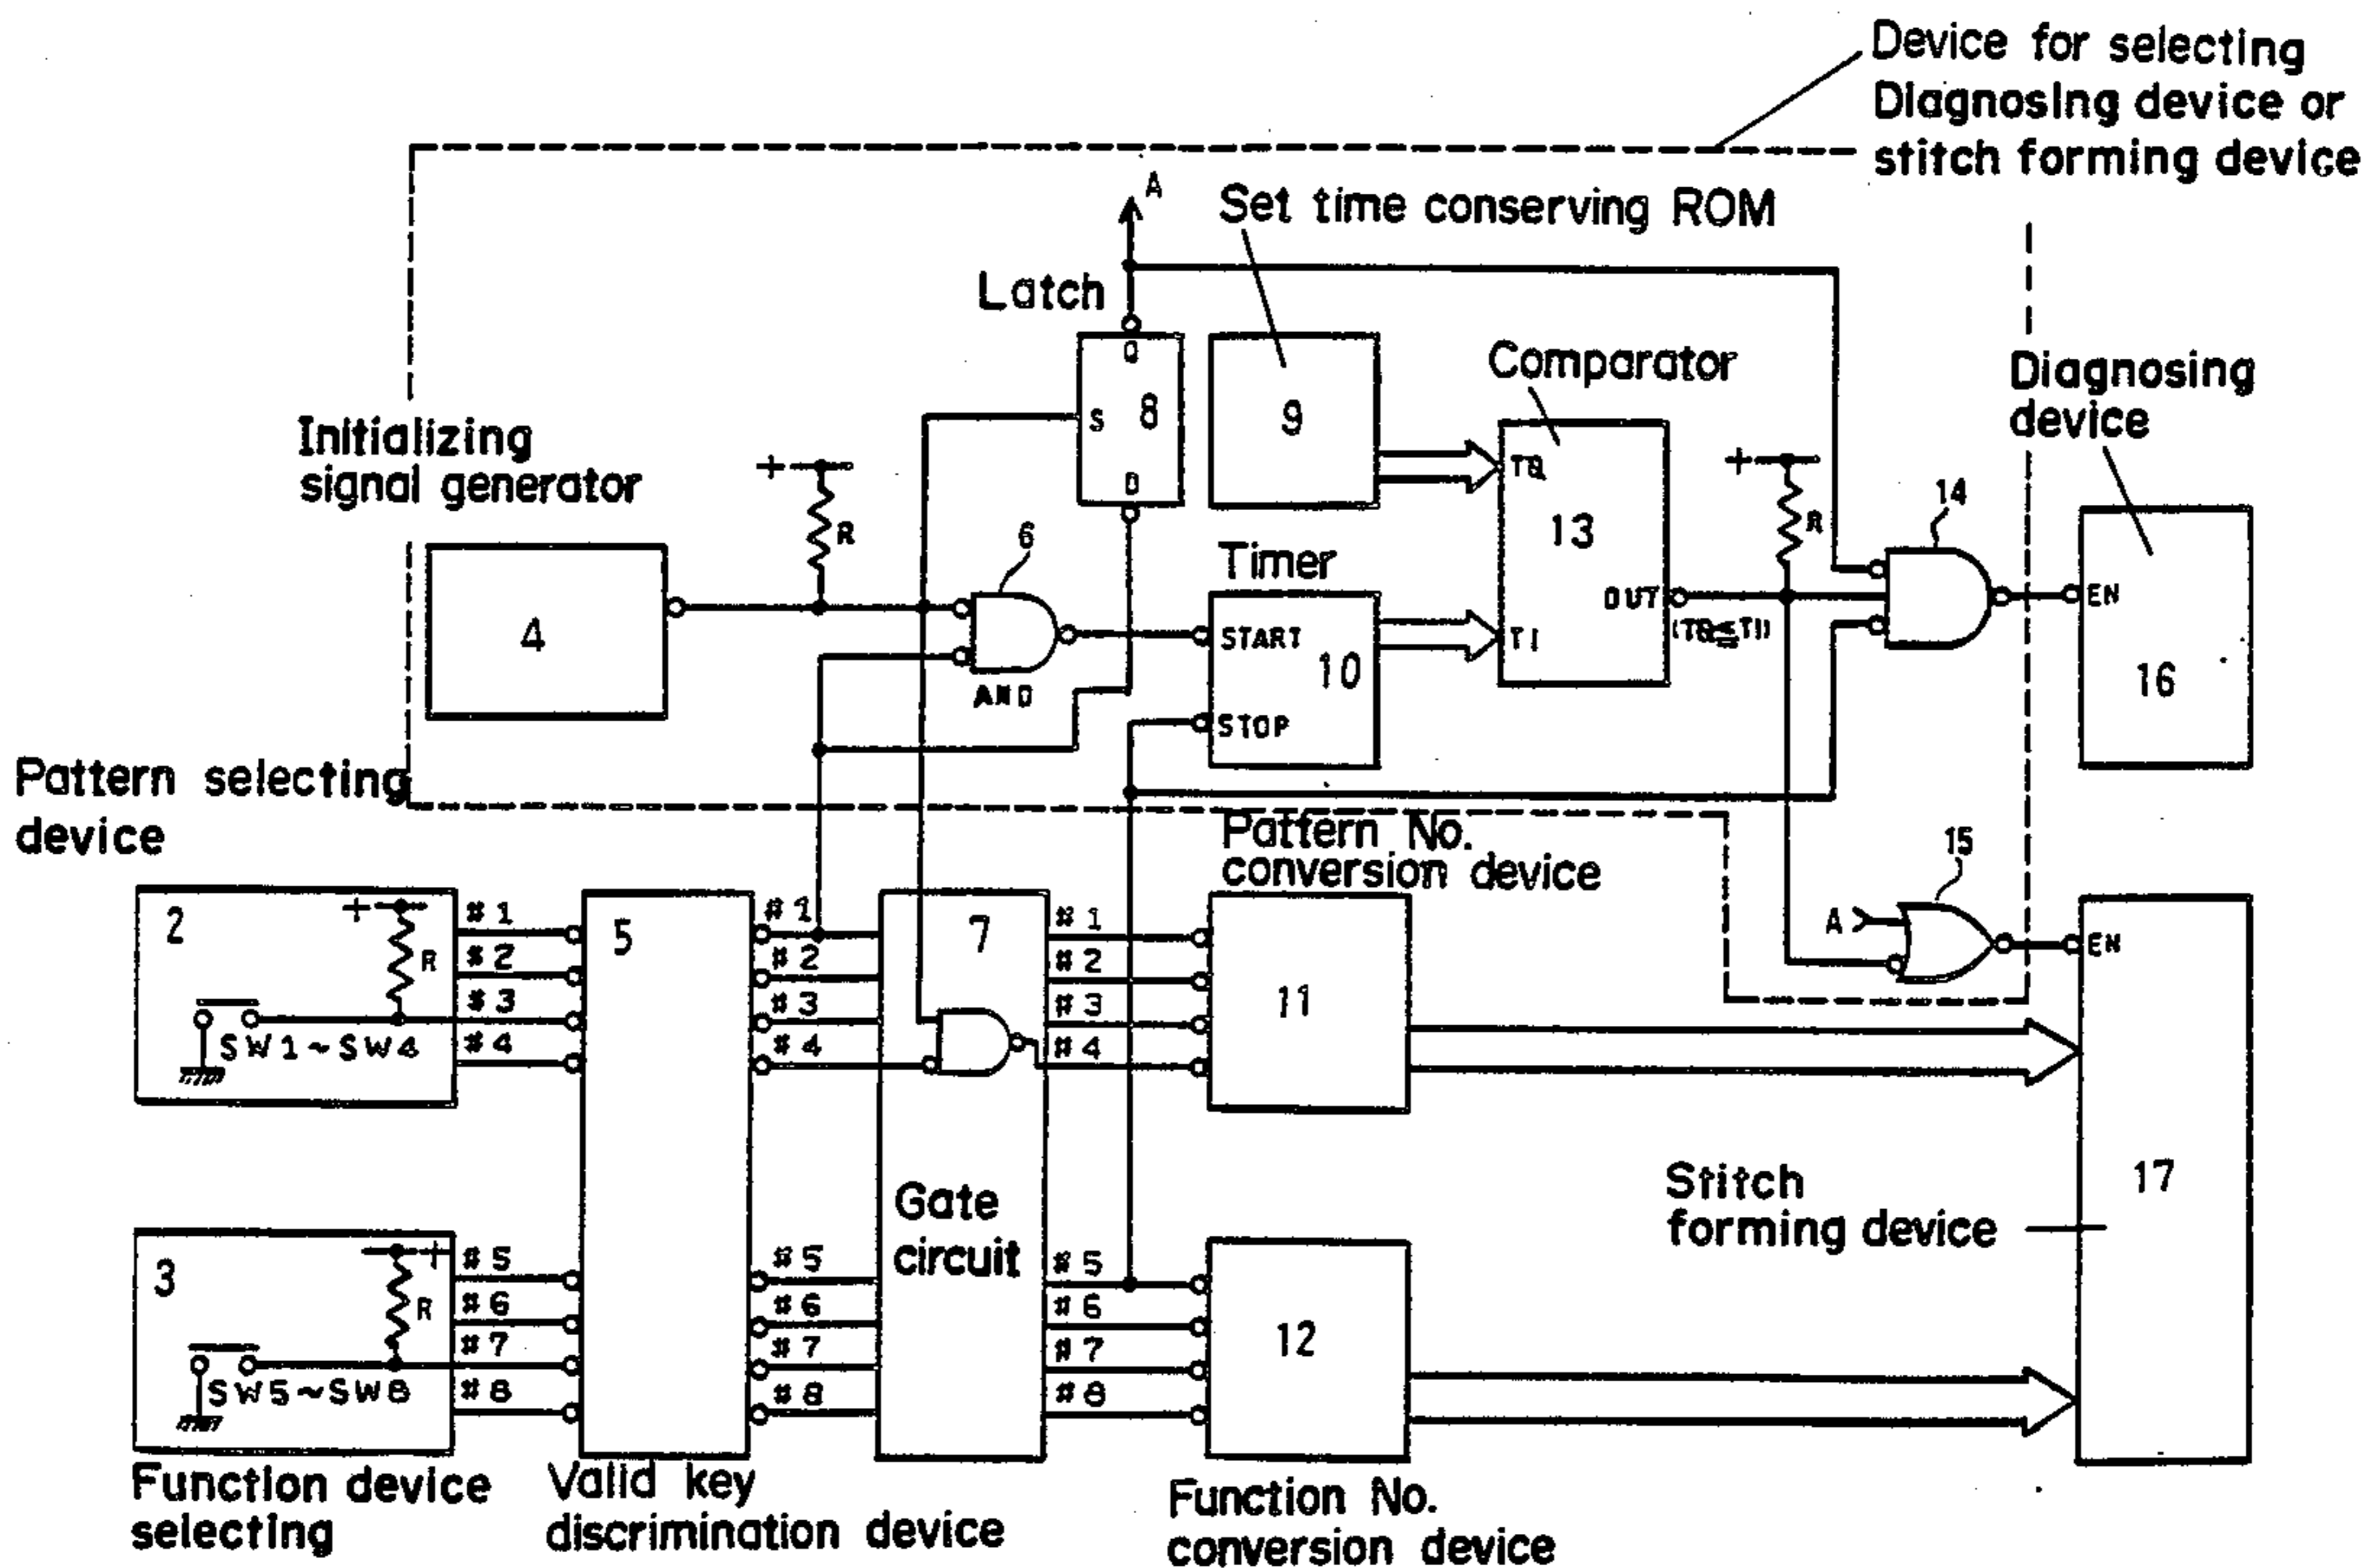 Device for selecting
Diagnosing device or
stitch forming device
A
Set time conserving ROM
Latch
Q
8
S
D
9
Comparator
TQ
13
OUT
(TQ≦TI)
TI
Diagnosing
device
Initializing
signal generator
+
R
4
6
AND
Timer
START
10
STOP
+
R
14
EN
16
Pattern selecting
device
Pattern No.
conversion device
15
A
EN
2
+
R
SW1~SW4
#1
#2
#3
#4
5
#1
#2
#3
#4
7
#1
#2
#3
#4
11
Gate
circuit
Stitch
forming device
17
3
+
R
SW5~SW8
#5
#6
#7
#8
#5
#6
#7
#8
#5
#6
#7
#8
12
Function device
selecting
Valid key
discrimination device
Function No.
conversion device